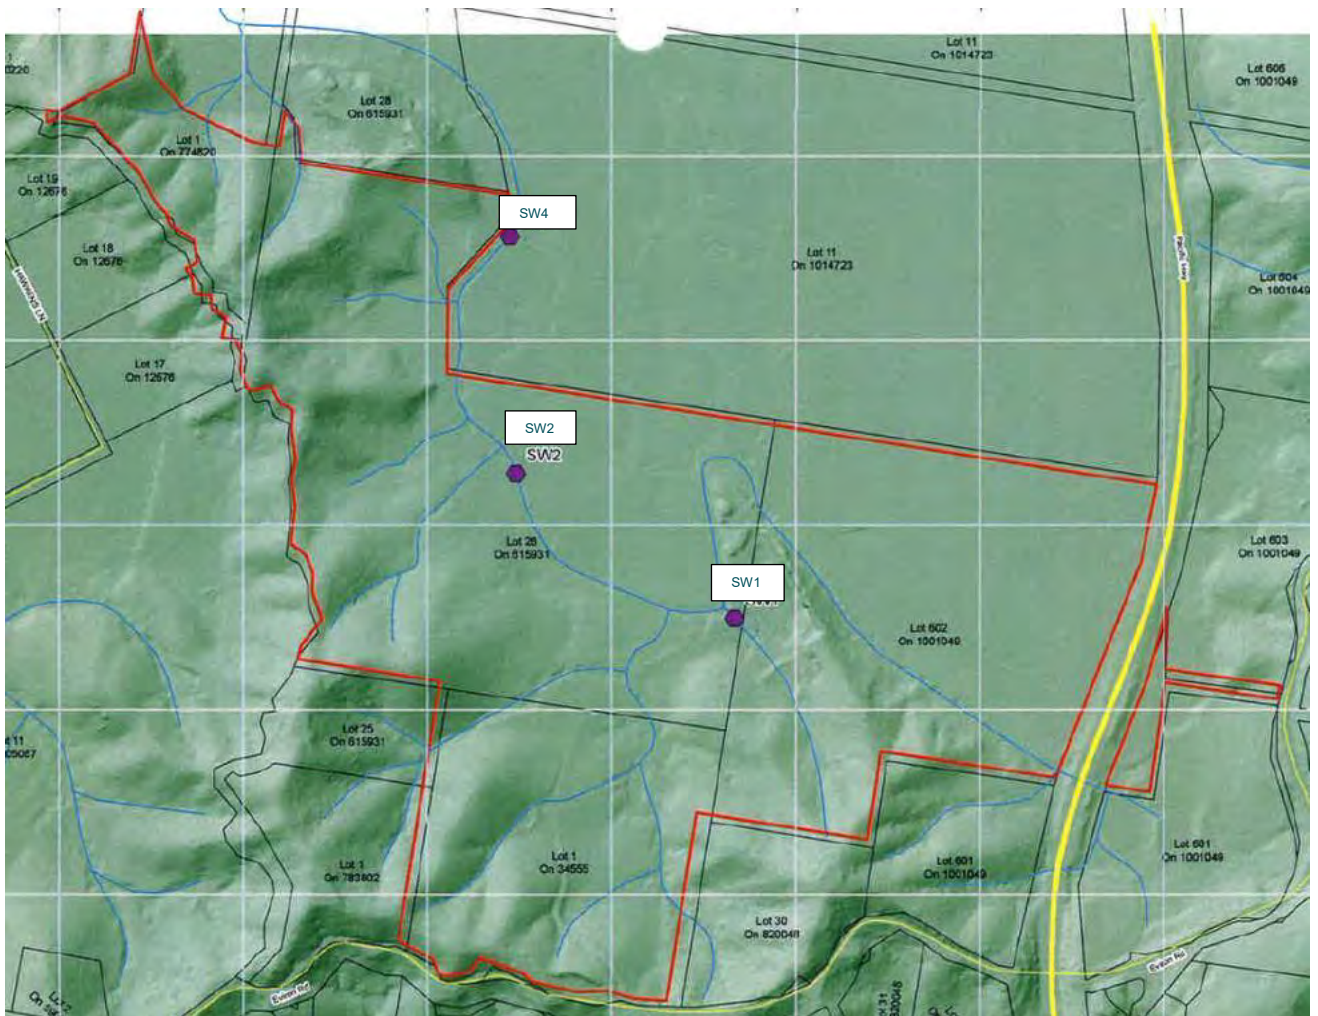 Lot 11
On 1014723
Lot 606
On 1001049
Lot 28
On 615931
Lot 1
On 774820
Lot 19
On 12676
SW4
Lot 18
On 12676
Lot 11
On 1014723
Pacific Hwy
Lot 604
On 1001049
Lot 17
On 12676
SW2
SW2
Lot 26
On 615931
Lot 603
On 1001049
SW1
Lot 602
On 1001049
Lot 25
On 615931
Lot 1
On 783802
Lot 1
On 34555
Lot 601
On 1001049
Lot 601
On 1001049
Lot 30
On 820048
Eviron Rd
Eviron Rd